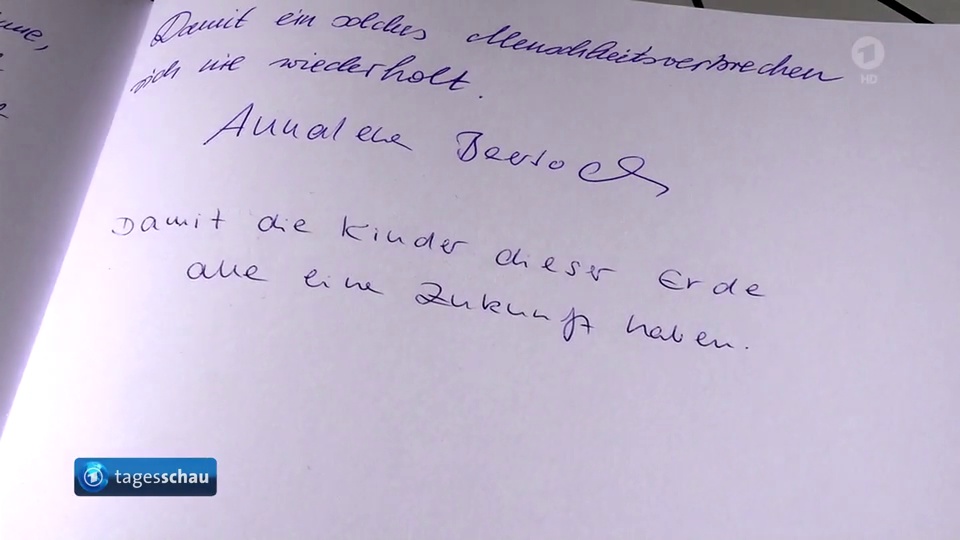 Damit ein solches Menschheitsverbrechen
sich nie wiederholt.
Annalena Baerbock
Damit die Kinder dieser Erde
alle eine Zukunft haben.
1
HD
tagesschau